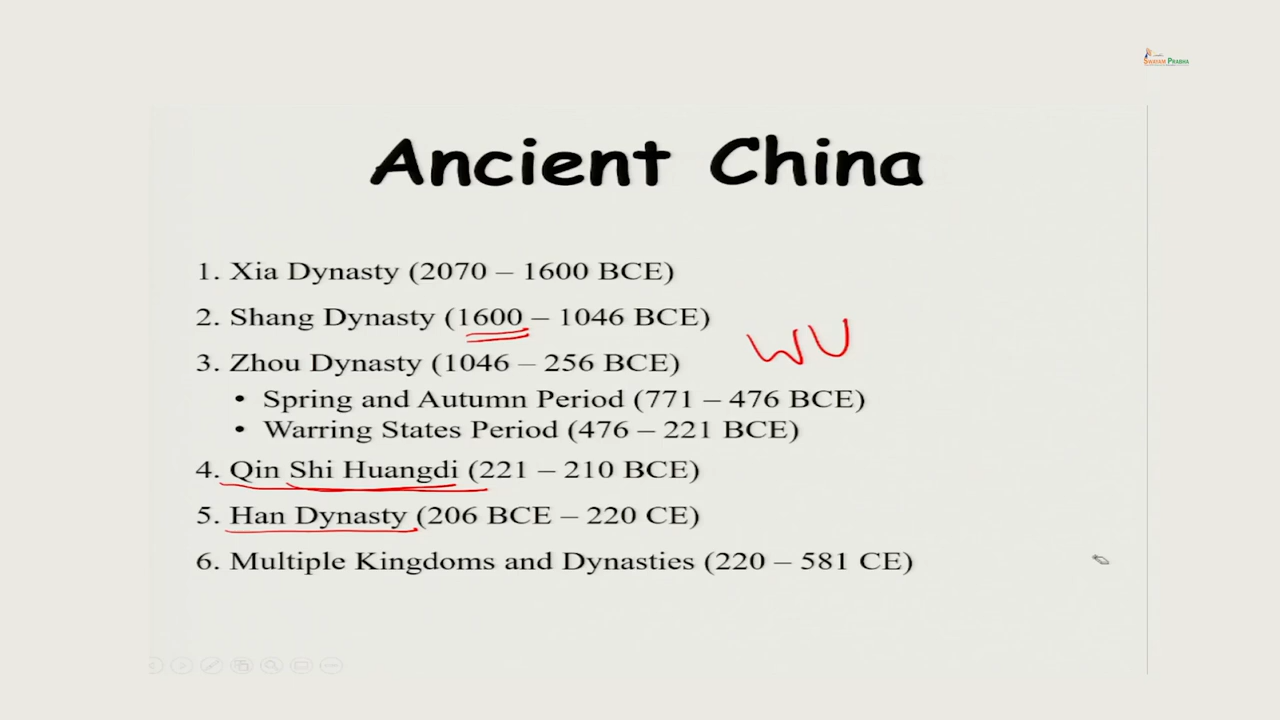 SWAYAM PRABHA
Ancient China
1. Xia Dynasty (2070 – 1600 BCE)
2. Shang Dynasty (1600 – 1046 BCE)
WU
3. Zhou Dynasty (1046 – 256 BCE)
• Spring and Autumn Period (771 – 476 BCE)
• Warring States Period (476 – 221 BCE)
4. Qin Shi Huangdi (221 – 210 BCE)
5. Han Dynasty (206 BCE – 220 CE)
6. Multiple Kingdoms and Dynasties (220 – 581 CE)